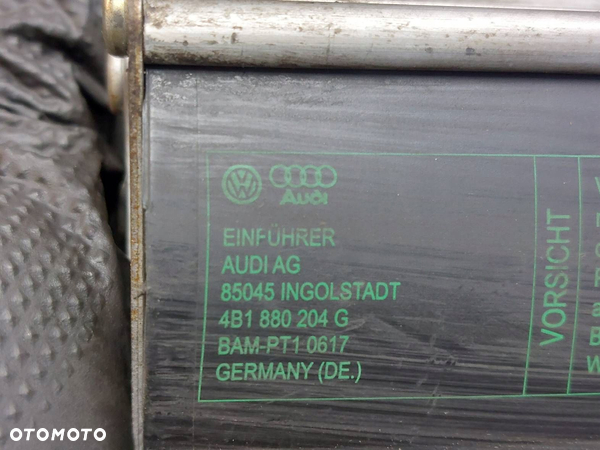 Audi
EINFÜHRER
AUDI AG
85045 INGOLSTADT
4B1 880 204 G
BAM-PT1 0617
GERMANY (DE.)
VORSICHT
OTOMOTO